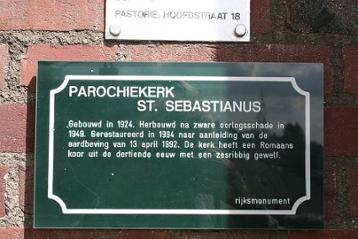 PASTORIE: HOOFDSTRAAT 18
PAROCHIEKERK
ST. SEBASTIANUS
Gebouwd in 1924. Herbouwd na zware oorlogsschade in
1949. Gerestaureerd in 1994 naar aanleiding van de
aardbeving van 13 april 1992. De kerk heeft een Romaans
koor uit de dertiende eeuw met een zesribbig gewelf.
rijksmonument